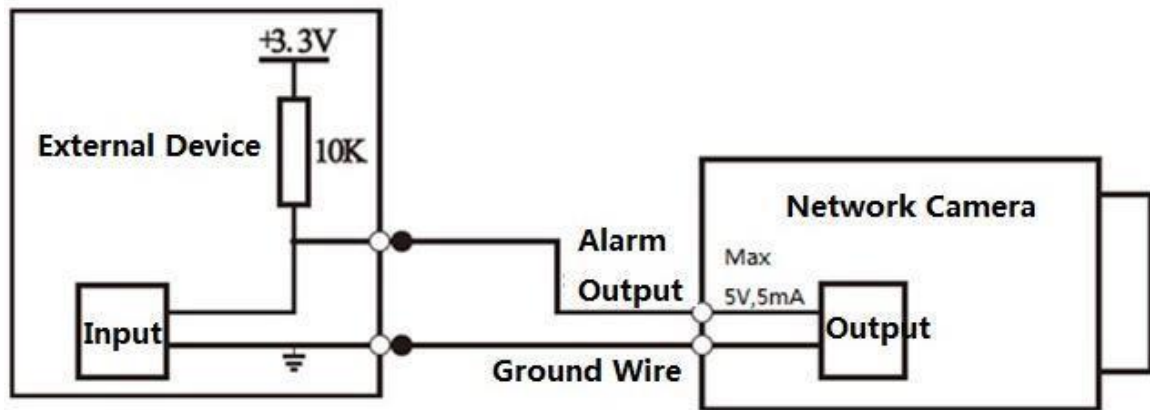 +3.3V
External Device
10K
Network Camera
Alarm
Output
Max
5V,5mA
Input
Output
Ground Wire